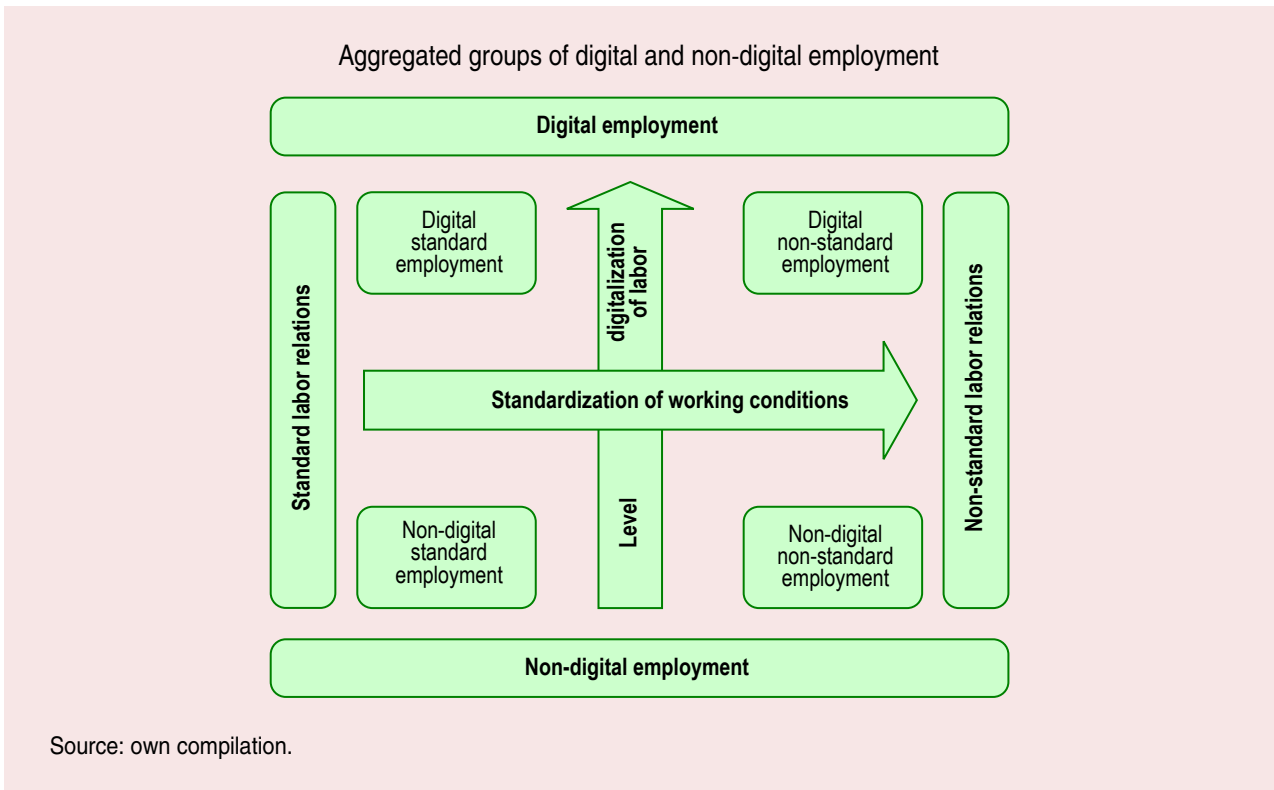 Aggregated groups of digital and non-digital employment
Digital employment
Standard labor relations
Digital
standard
employment
digitalization
of labor
Digital
non-standard
employment
Non-standard labor relations
Standardization of working conditions
Non-digital
standard
employment
Level
Non-digital
non-standard
employment
Non-digital employment
Source: own compilation.